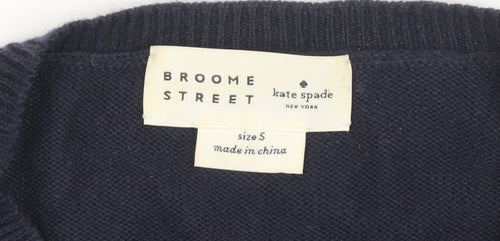 BROOME
STREET
kate spade
NEW YORK
size S
made in china